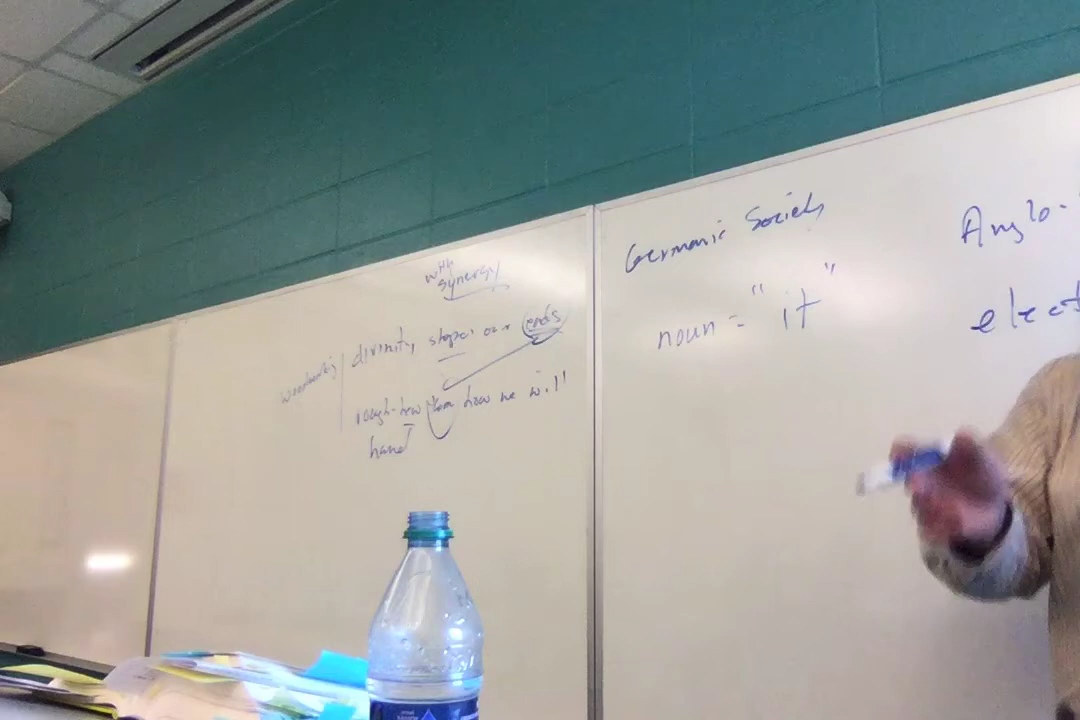 with
synergy
woodworking
divinity shapes our ends
rough-hew them how we will
hand
Germanic Society
noun = "it"
Anglo-
elect